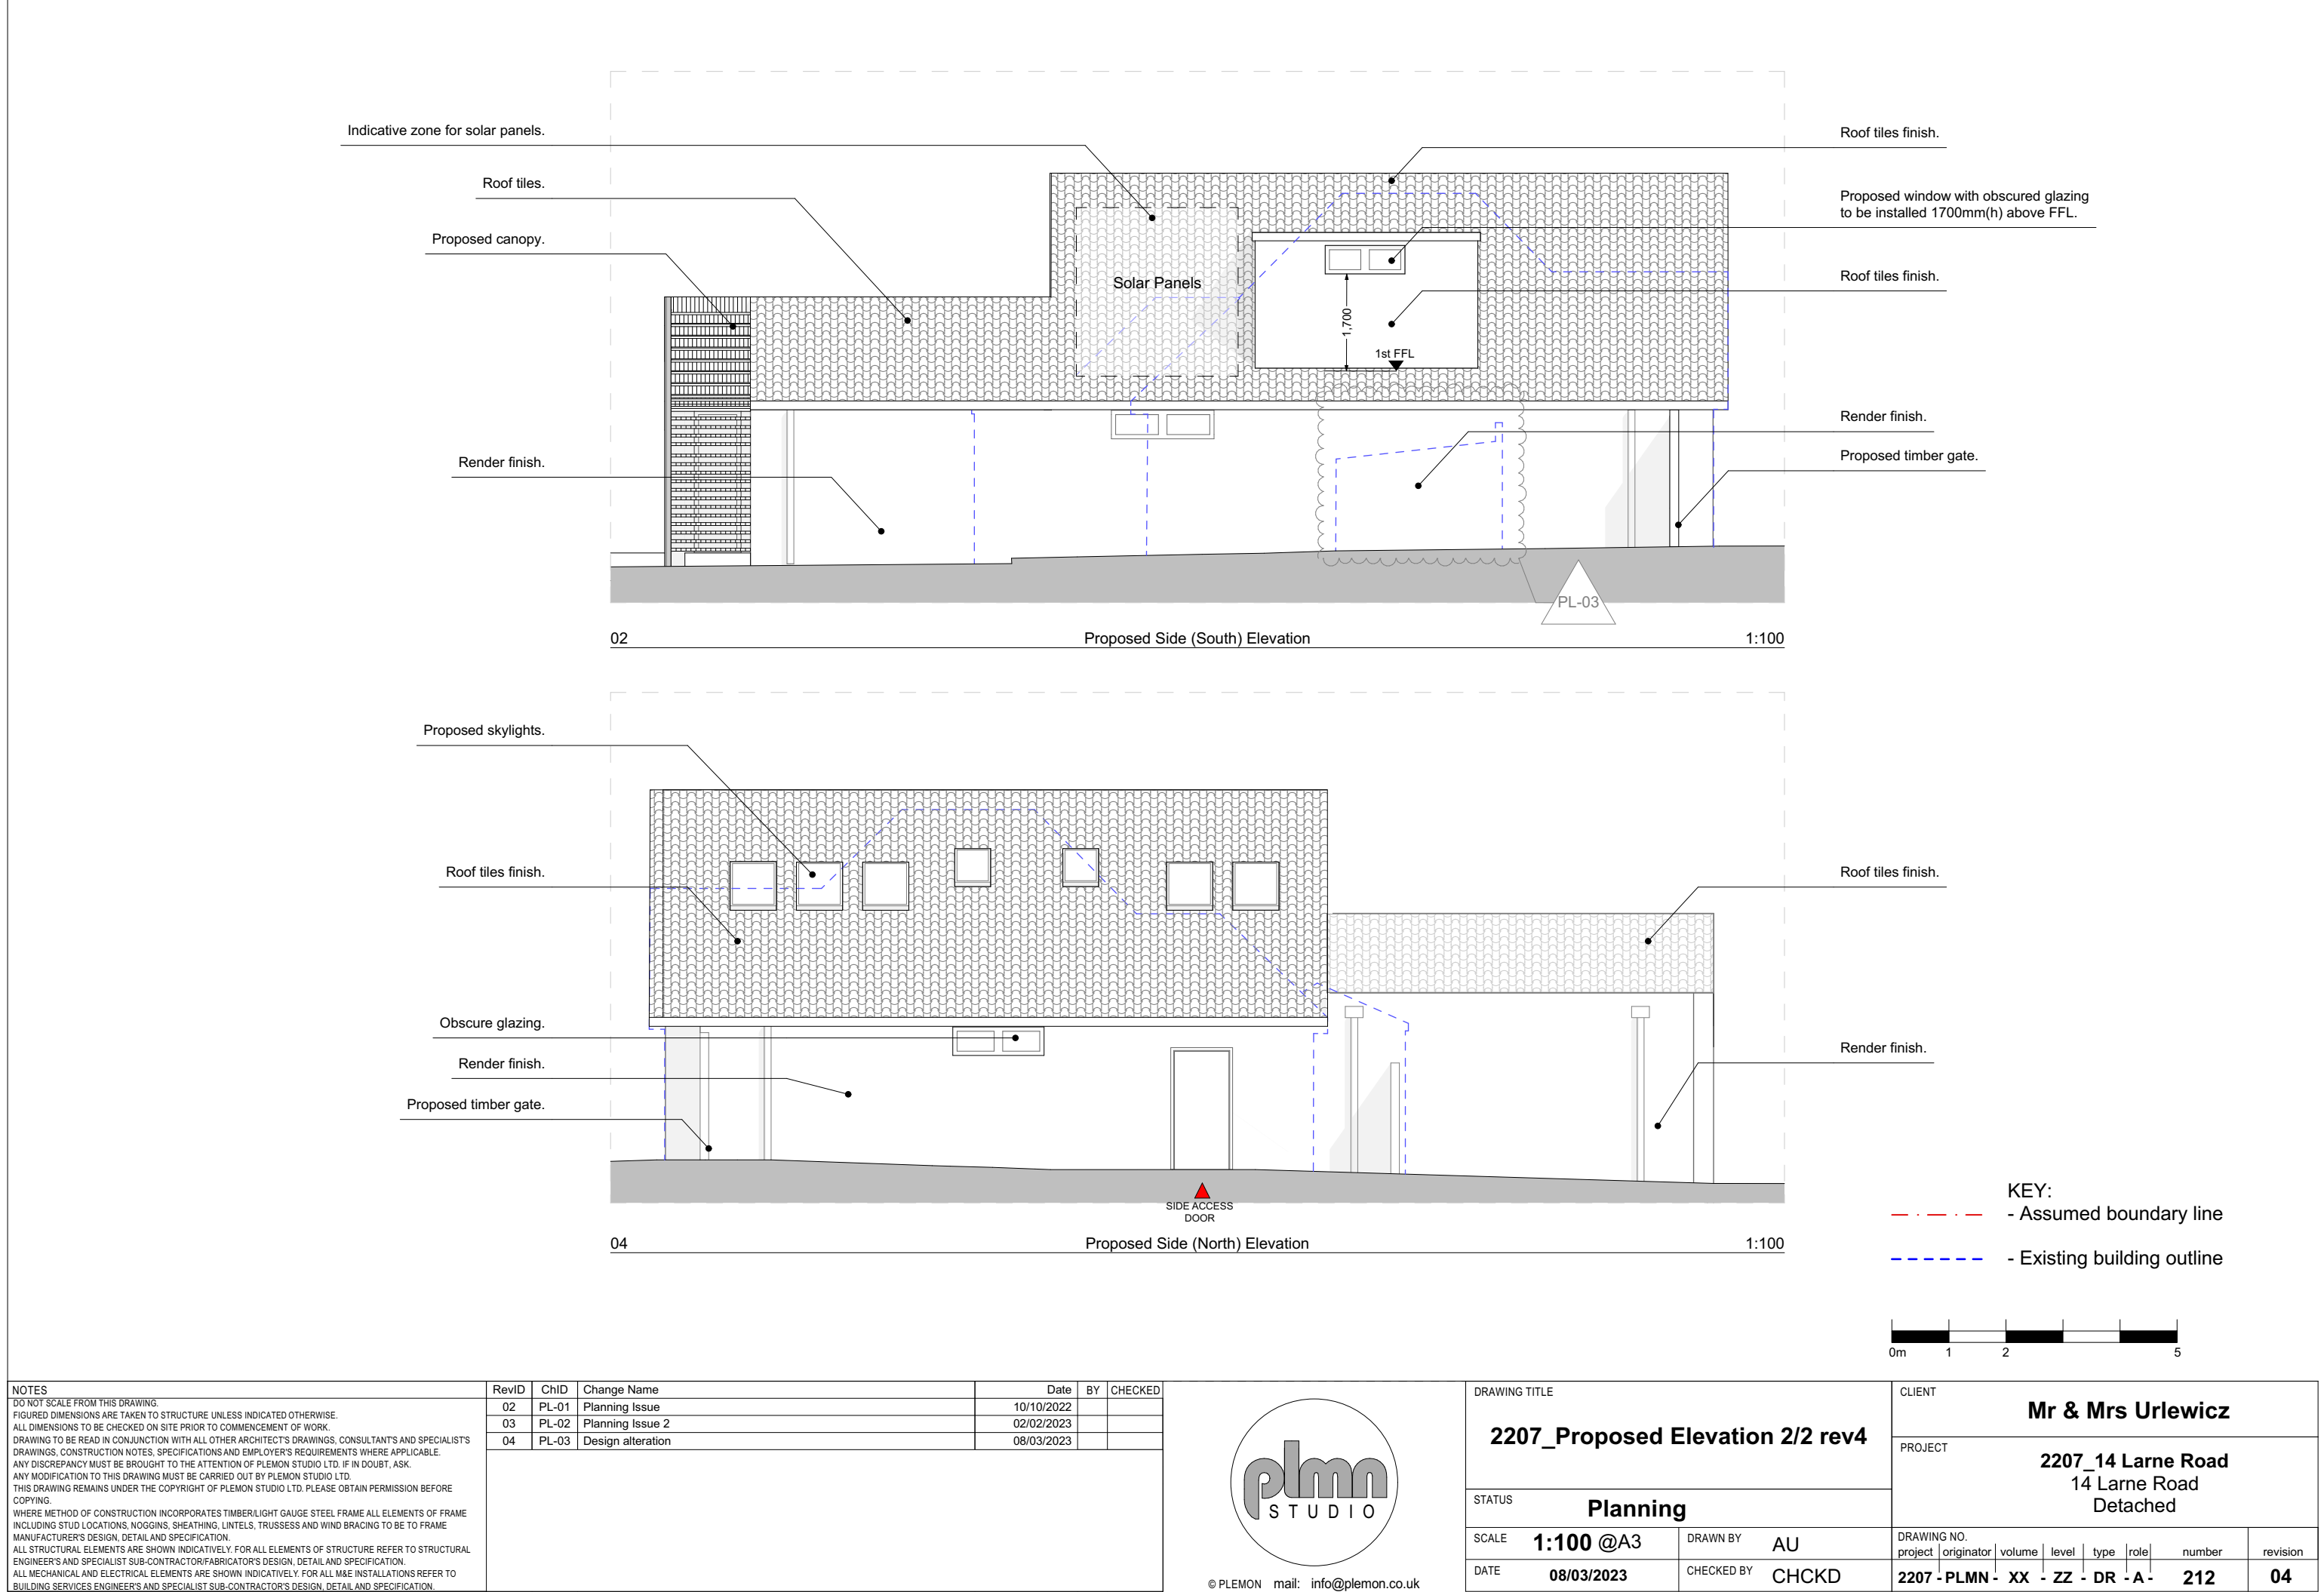 Indicative zone for solar panels.
Roof tiles.
Proposed canopy.
Render finish.
Solar Panels
1,700
1st FFL
Roof tiles finish.
Proposed window with obscured glazing
to be installed 1700mm(h) above FFL.
Roof tiles finish.
Render finish.
Proposed timber gate.
PL-03
02 Proposed Side (South) Elevation 1:100
Proposed skylights.
Roof tiles finish.
Obscure glazing.
Render finish.
Proposed timber gate.
Roof tiles finish.
Render finish.
SIDE ACCESS
DOOR
04 Proposed Side (North) Elevation 1:100
KEY:
- Assumed boundary line
- Existing building outline
0m 1 2 5
NOTES
DO NOT SCALE FROM THIS DRAWING.
FIGURED DIMENSIONS ARE TAKEN TO STRUCTURE UNLESS INDICATED OTHERWISE.
ALL DIMENSIONS TO BE CHECKED ON SITE PRIOR TO COMMENCEMENT OF WORK.
DRAWING TO BE READ IN CONJUNCTION WITH ALL OTHER ARCHITECT'S DRAWINGS, CONSULTANT'S AND SPECIALIST'S
DRAWINGS, CONSTRUCTION NOTES, SPECIFICATIONS AND EMPLOYER'S REQUIREMENTS WHERE APPLICABLE.
ANY DISCREPANCY MUST BE BROUGHT TO THE ATTENTION OF PLEMON STUDIO LTD. IF IN DOUBT, ASK.
ANY MODIFICATION TO THIS DRAWING MUST BE CARRIED OUT BY PLEMON STUDIO LTD.
THIS DRAWING REMAINS UNDER THE COPYRIGHT OF PLEMON STUDIO LTD. PLEASE OBTAIN PERMISSION BEFORE
COPYING.
WHERE METHOD OF CONSTRUCTION INCORPORATES TIMBER/LIGHT GAUGE STEEL FRAME ALL ELEMENTS OF FRAME
INCLUDING STUD LOCATIONS, NOGGINS, SHEATHING, LINTELS, TRUSSESS AND WIND BRACING TO BE TO FRAME
MANUFACTURER'S DESIGN, DETAIL AND SPECIFICATION.
ALL STRUCTURAL ELEMENTS ARE SHOWN INDICATIVELY. FOR ALL ELEMENTS OF STRUCTURE REFER TO STRUCTURAL
ENGINEER'S AND SPECIALIST SUB-CONTRACTOR/FABRICATOR'S DESIGN, DETAIL AND SPECIFICATION.
ALL MECHANICAL AND ELECTRICAL ELEMENTS ARE SHOWN INDICATIVELY. FOR ALL M&E INSTALLATIONS REFER TO
BUILDING SERVICES ENGINEER'S AND SPECIALIST SUB-CONTRACTOR'S DESIGN, DETAIL AND SPECIFICATION.
RevID ChID Change Name Date BY CHECKED
02 PL-01 Planning Issue 10/10/2022
03 PL-02 Planning Issue 2 02/02/2023
04 PL-03 Design alteration 08/03/2023
plmn
STUDIO
© PLEMON mail: info@plemon.co.uk
DRAWING TITLE
2207_Proposed Elevation 2/2 rev4
STATUS Planning
SCALE 1:100 @A3 DRAWN BY AU
DATE 08/03/2023 CHECKED BY CHCKD
CLIENT
Mr & Mrs Urlewicz
PROJECT
2207_14 Larne Road
14 Larne Road
Detached
DRAWING NO.
project originator volume level type role number revision
2207 - PLMN - XX - ZZ - DR - A - 212 04